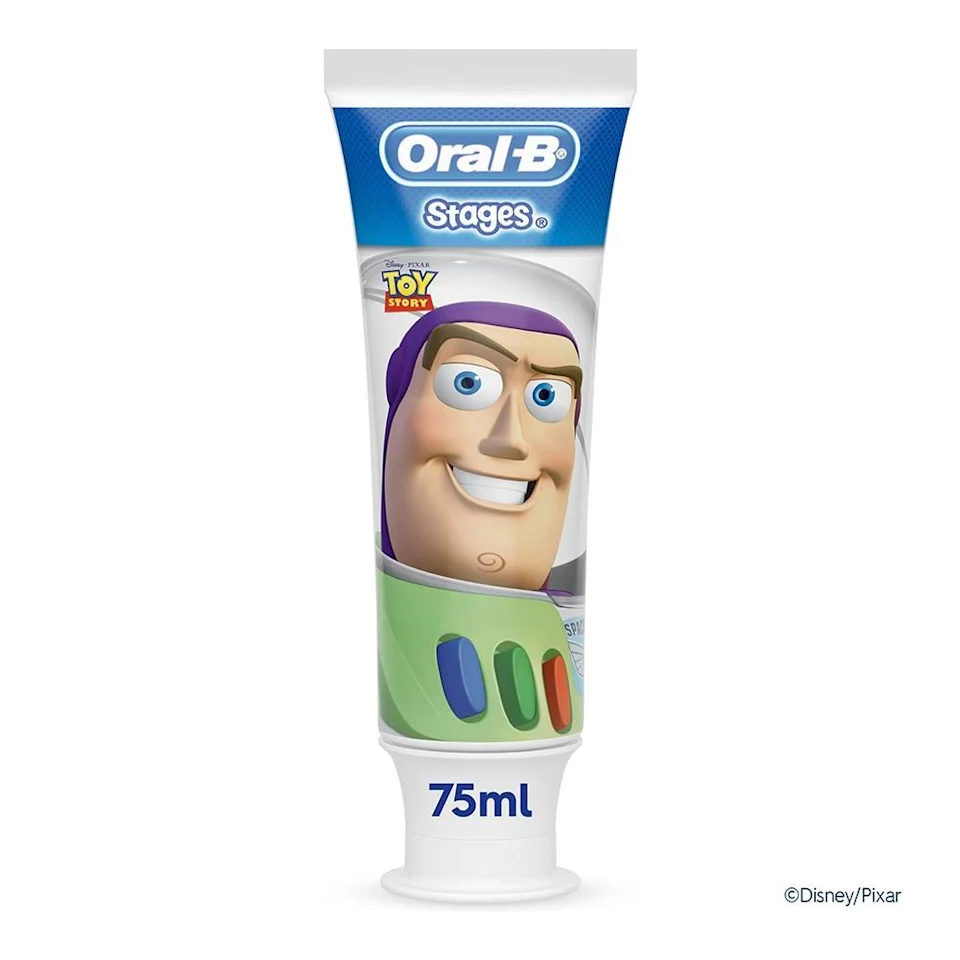 Oral-B®
Stages®
Disney · PIXAR
TOY
STORY
75ml
©Disney/Pixar